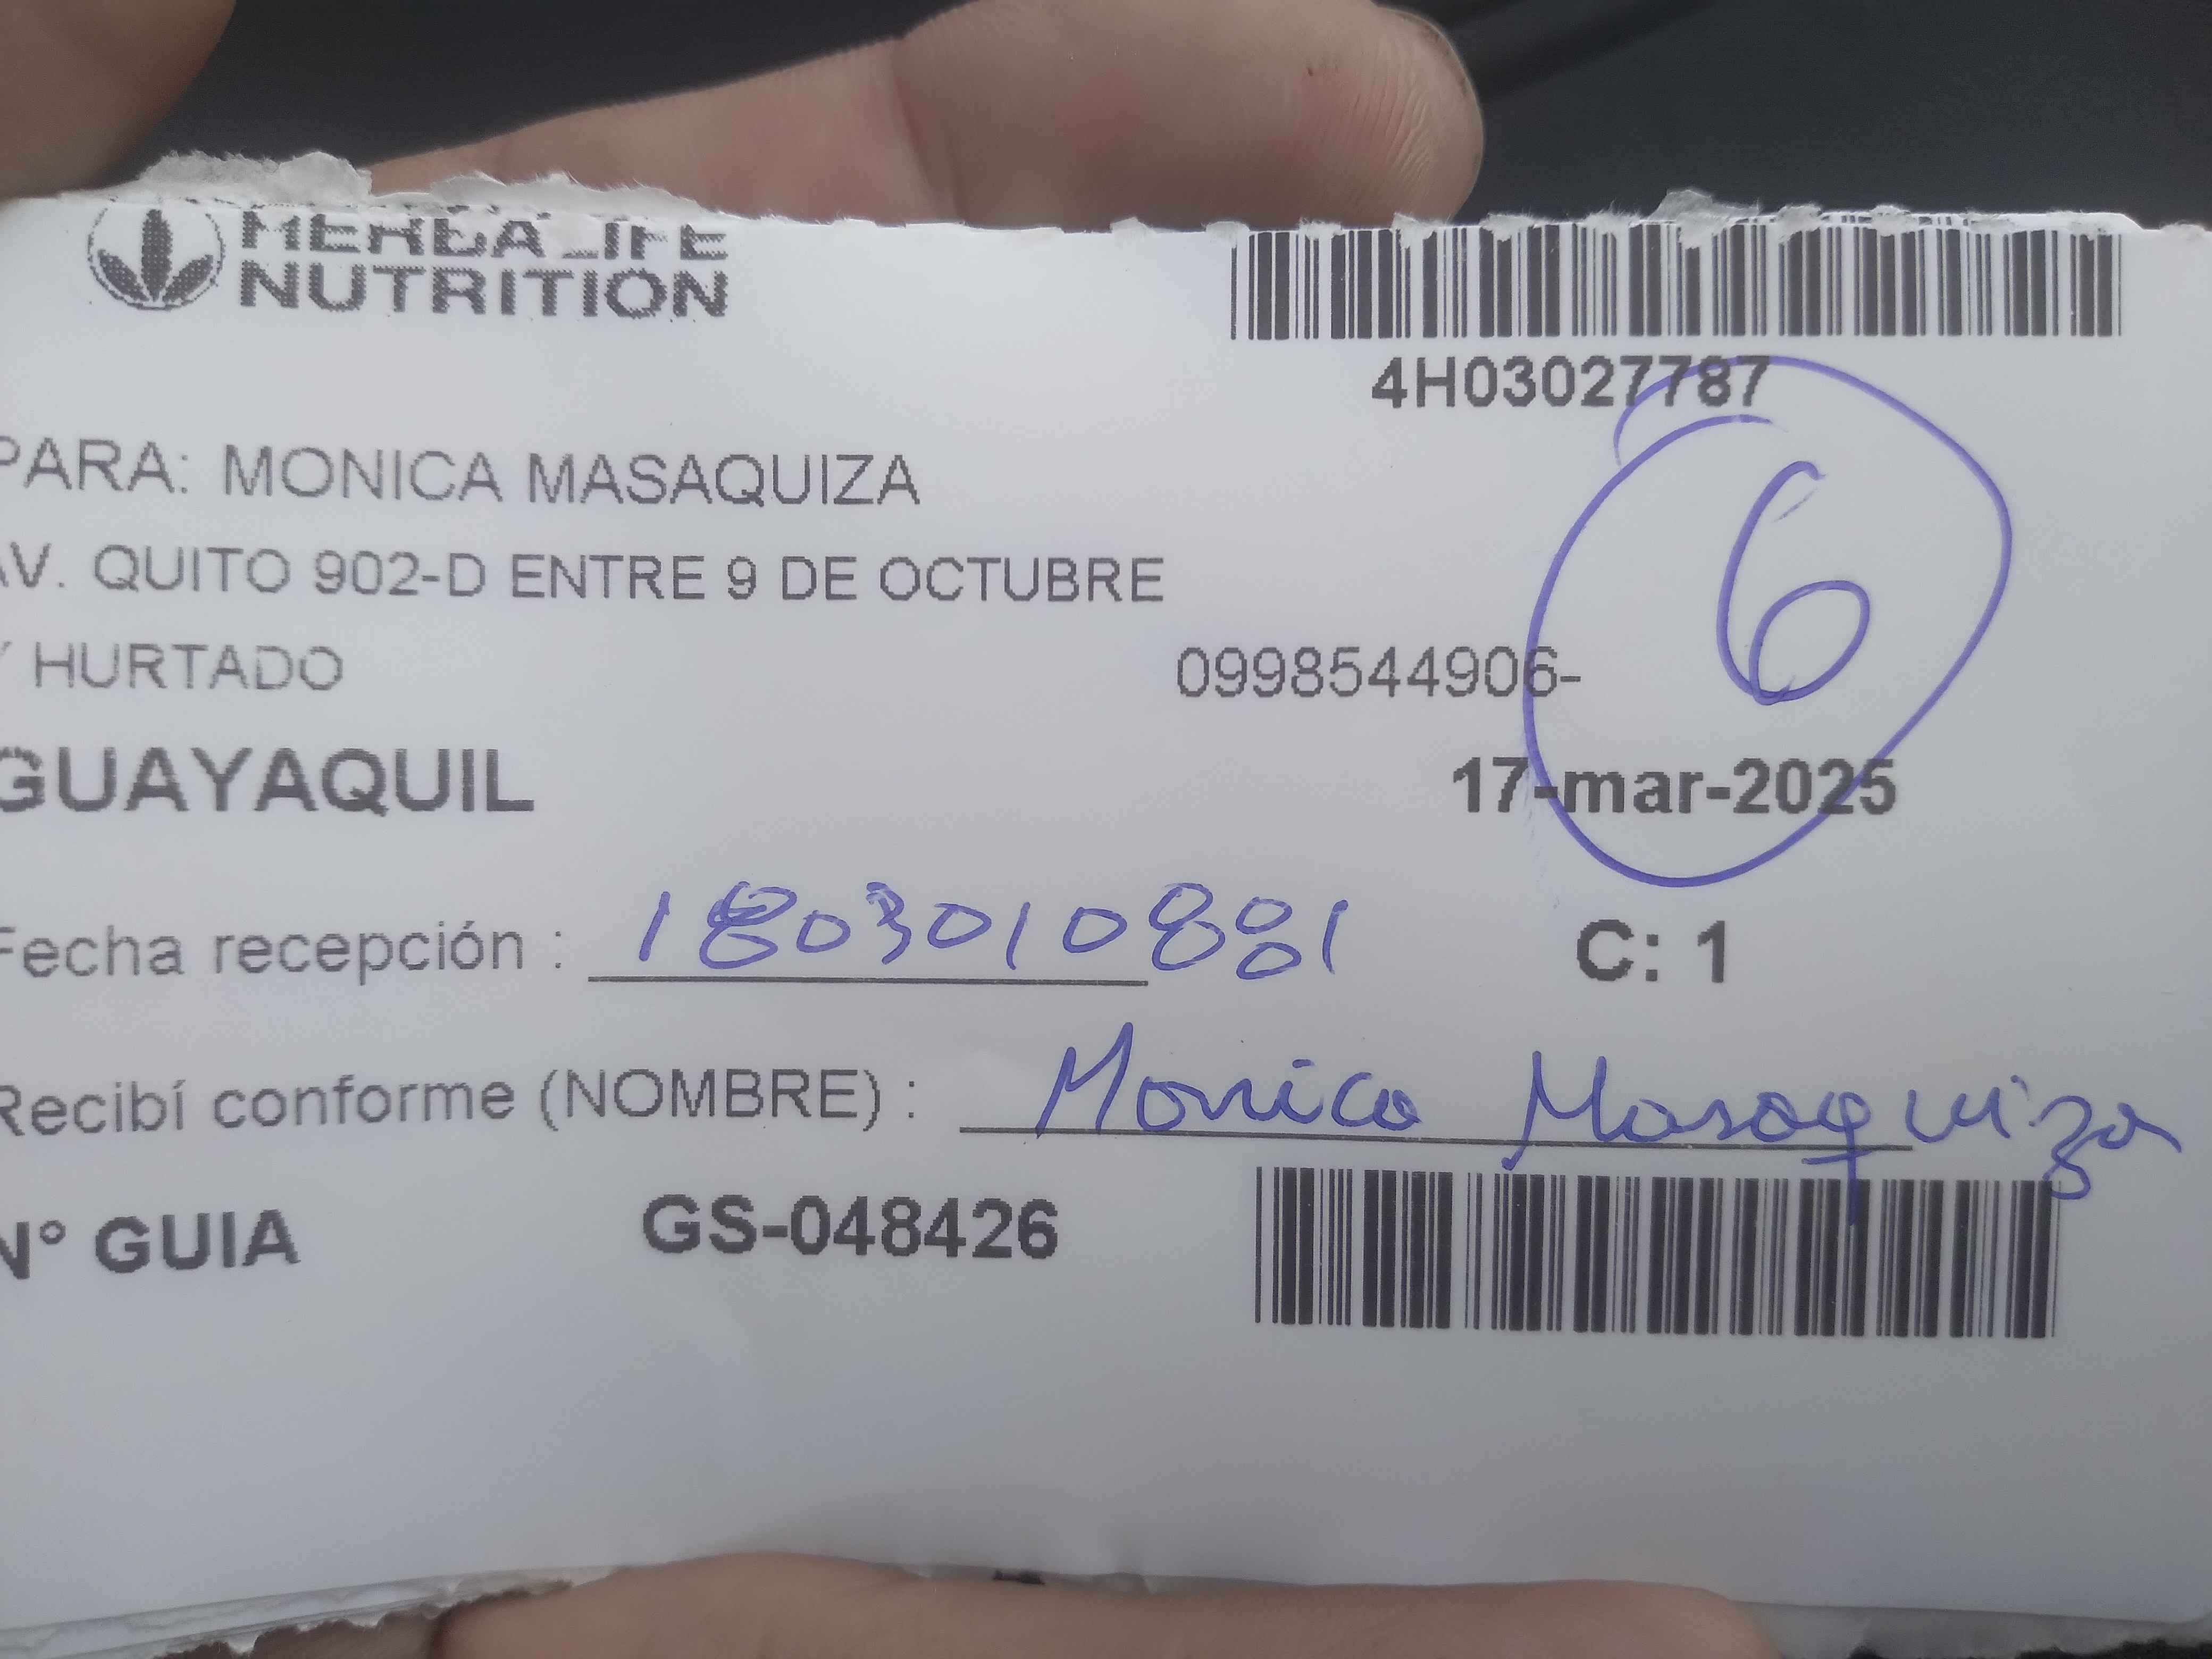 HERBALIFE
NUTRITION
4H03027787
6
PARA: MONICA MASAQUIZA
AV. QUITO 902-D ENTRE 9 DE OCTUBRE
Y HURTADO
0998544906-
GUAYAQUIL
17-mar-2025
Fecha recepción : 1803010881
C: 1
Recibí conforme (NOMBRE) : Monica Masaquiza
N° GUIA GS-048426